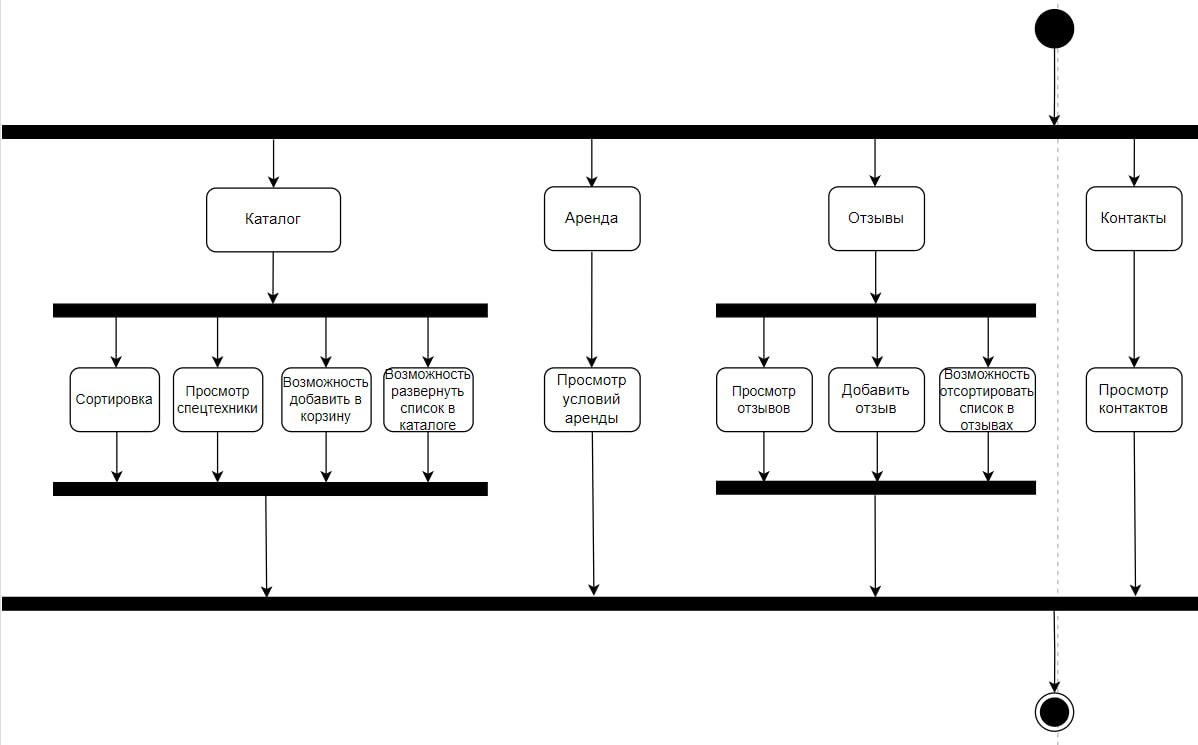 Каталог
Аренда
Отзывы
Контакты
Сортировка
Просмотр
спецтехники
Возможность
добавить в
корзину
Возможность
развернуть
список в
каталоге
Просмотр
условий
аренды
Просмотр
отзывов
Добавить
отзыв
Возможность
отсортировать
список в
отзывах
Просмотр
контактов